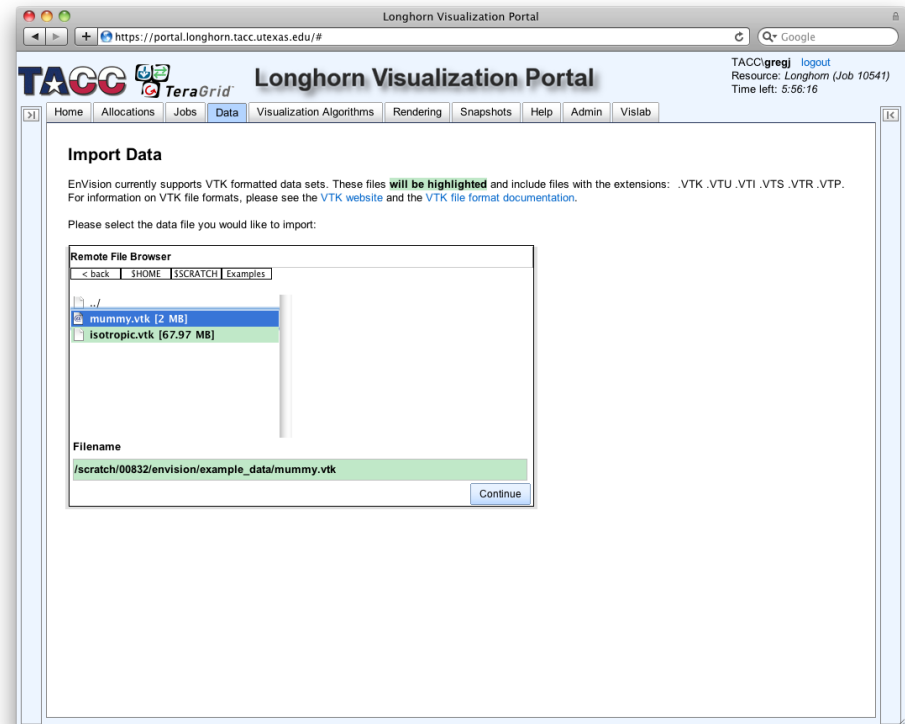 Longhorn Visualization Portal
https://portal.longhorn.tacc.utexas.edu/#
Google
TACC TeraGrid
Longhorn Visualization Portal
TACC\gregj logout
Resource: Longhorn (Job 10541)
Time left: 5:56:16
Home Allocations Jobs Data Visualization Algorithms Rendering Snapshots Help Admin Vislab
Import Data
EnVision currently supports VTK formatted data sets. These files will be highlighted and include files with the extensions: .VTK .VTU .VTI .VTS .VTR .VTP.
For information on VTK file formats, please see the VTK website and the VTK file format documentation.
Please select the data file you would like to import:
Remote File Browser
< back $HOME $SCRATCH Examples
../
mummy.vtk [2 MB]
isotropic.vtk [67.97 MB]
Filename
/scratch/00832/envision/example_data/mummy.vtk
Continue